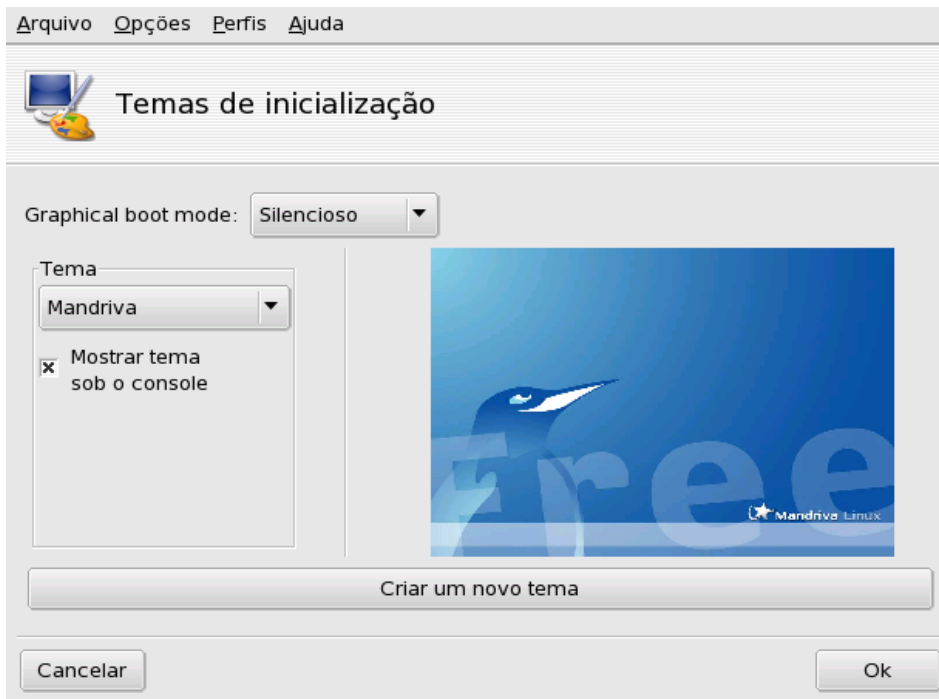 Arquivo Opções Perfis Ajuda
Temas de inicialização
Graphical boot mode: Silencioso
Tema
Mandriva
Mostrar tema
sob o console
Free
Mandriva Linux
Criar um novo tema
Cancelar Ok